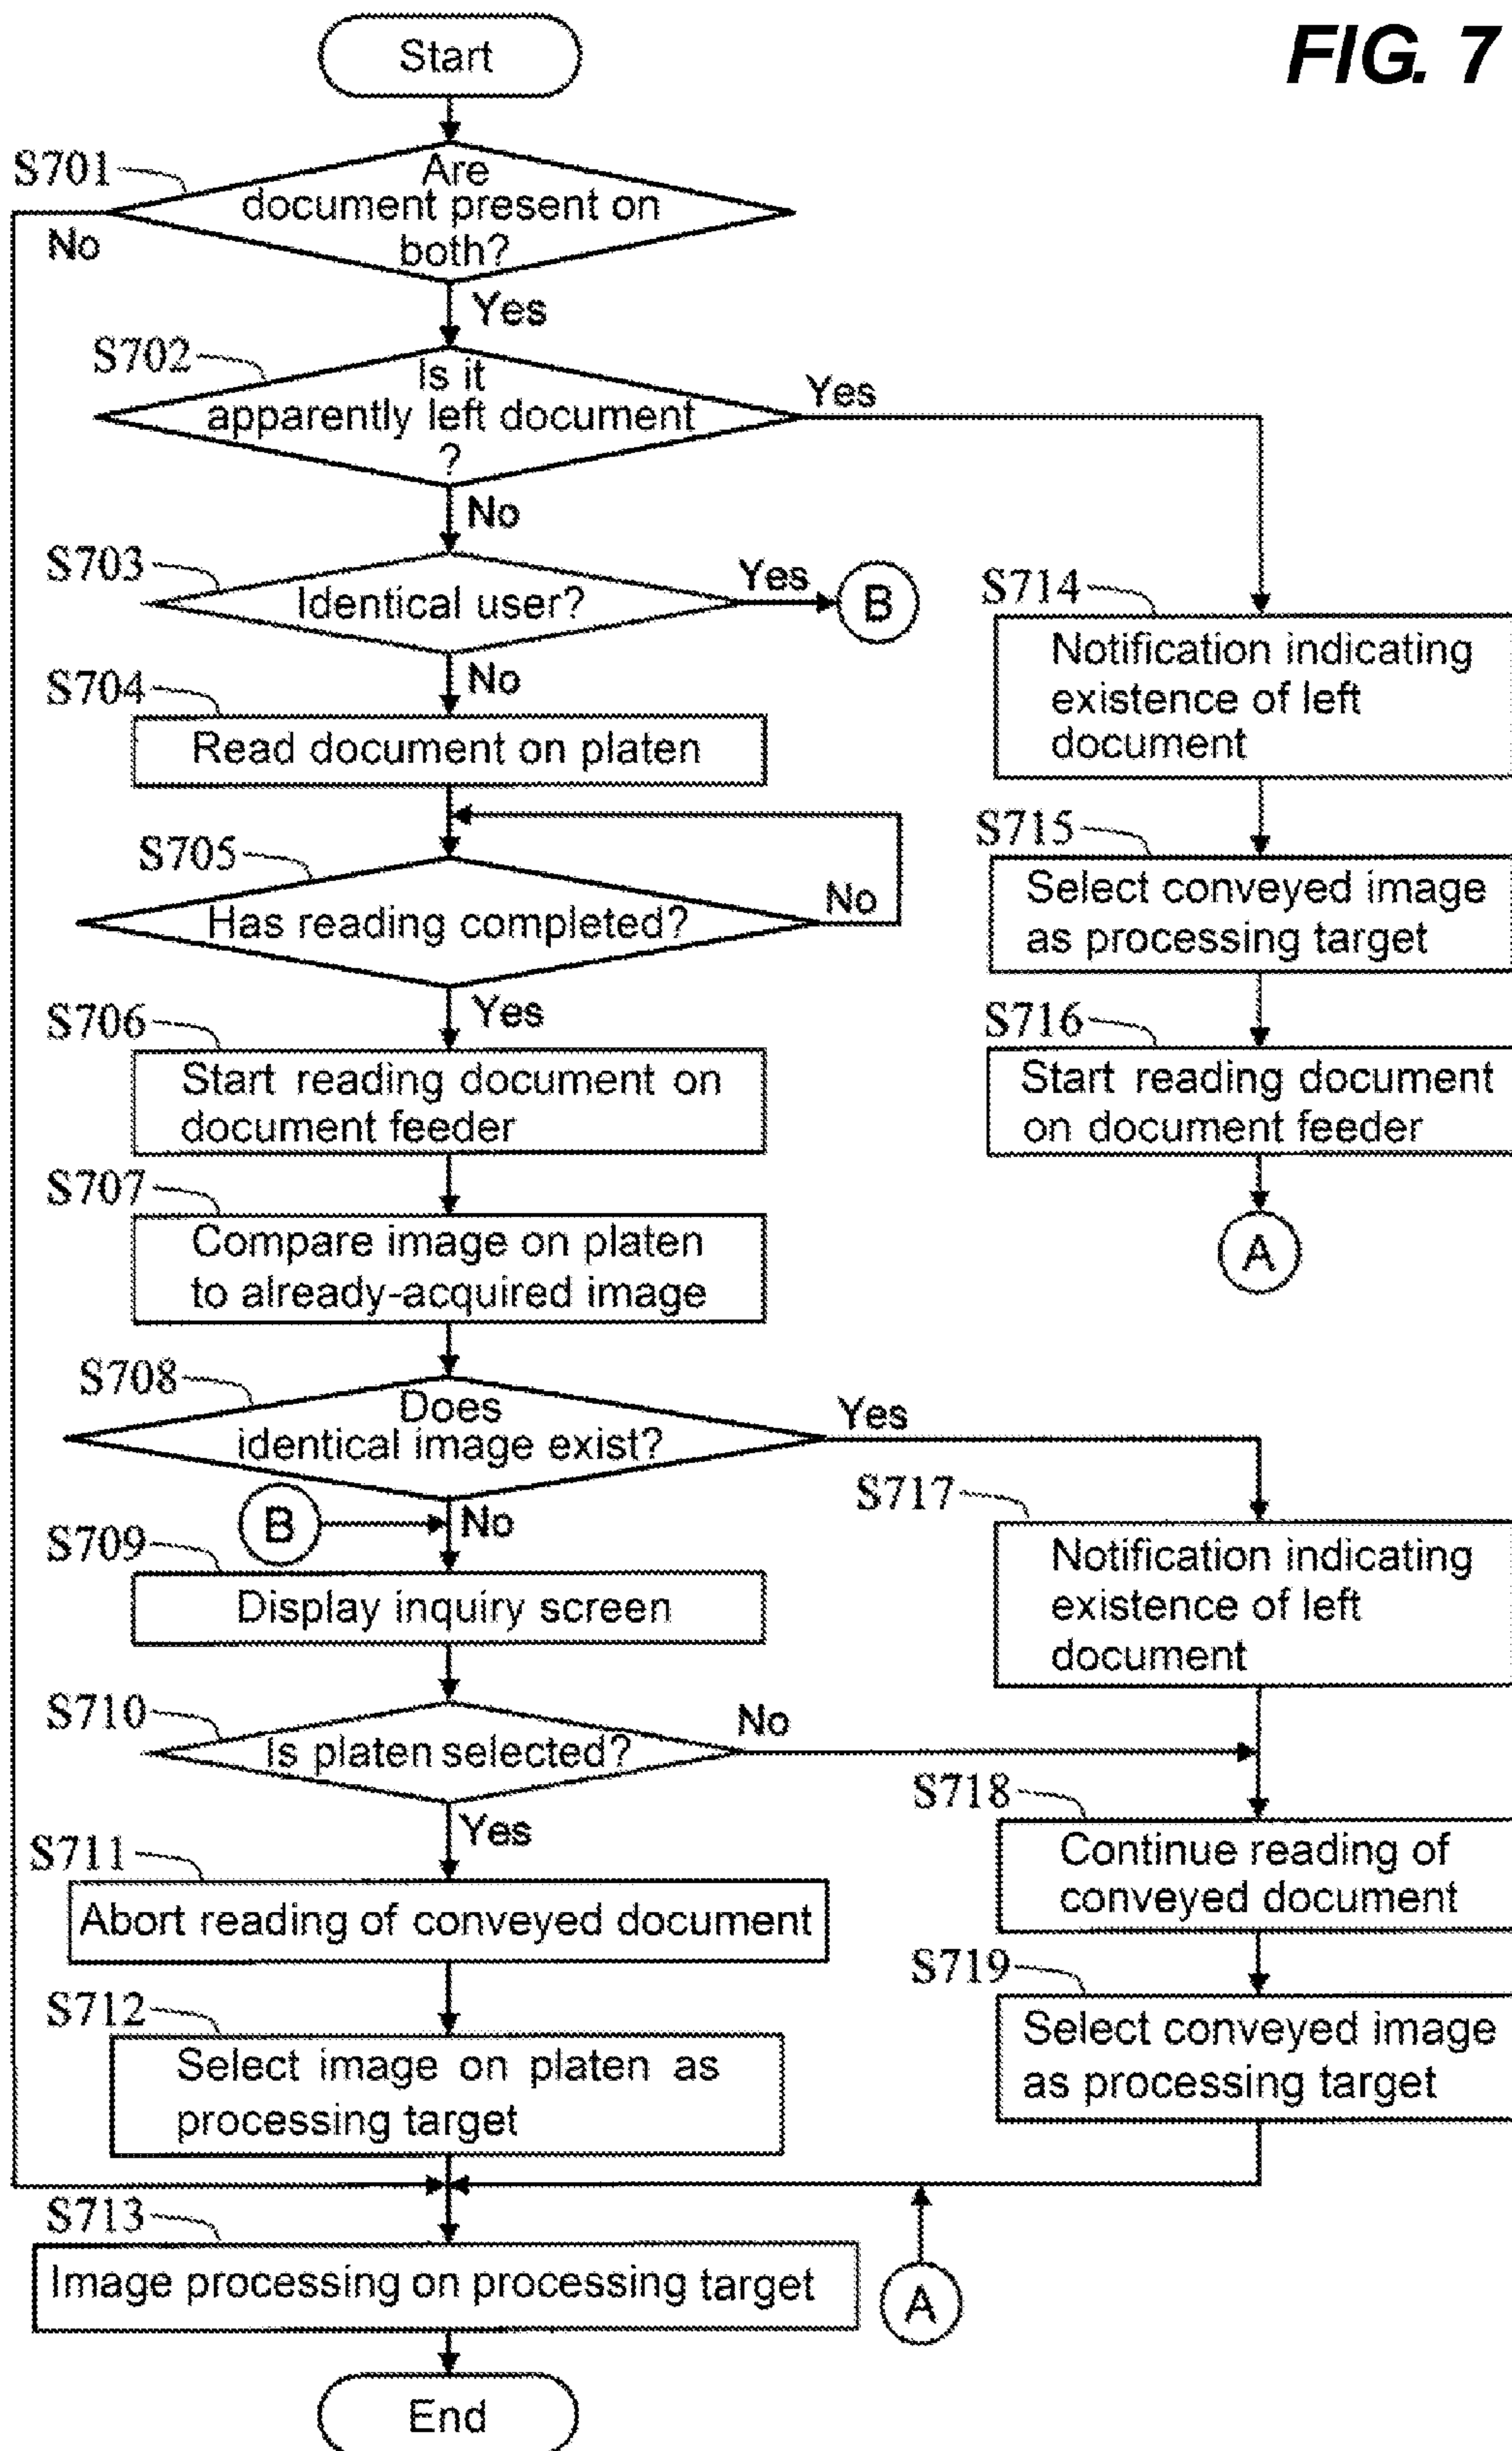 FIG. 7
Start
S701
Are
document present on
both?
No
Yes
S702
Is it
apparently left document
?
Yes
No
S703
Identical user?
Yes
B
No
S704
Read document on platen
S705
Has reading completed?
No
Yes
S706
Start reading document on
document feeder
S707
Compare image on platen
to already-acquired image
S708
Does
identical image exist?
Yes
B
No
S709
Display inquiry screen
S710
Is platen selected?
No
Yes
S711
Abort reading of conveyed document
S712
Select image on platen as
processing target
S713
Image processing on processing target
End
S714
Notification indicating
existence of left
document
S715
Select conveyed image
as processing target
S716
Start reading document
on document feeder
A
S717
Notification indicating
existence of left
document
S718
Continue reading of
conveyed document
S719
Select conveyed image
as processing target
A